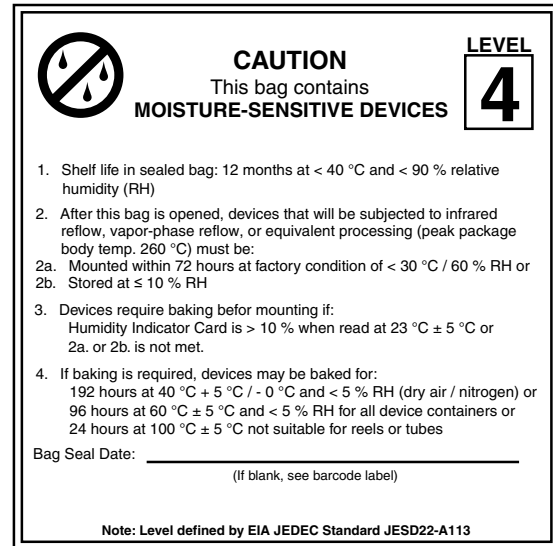 CAUTION
This bag contains
MOISTURE-SENSITIVE DEVICES
LEVEL
4
1. Shelf life in sealed bag: 12 months at < 40 °C and < 90 % relative
humidity (RH)
2. After this bag is opened, devices that will be subjected to infrared
reflow, vapor-phase reflow, or equivalent processing (peak package
body temp. 260 °C) must be:
2a. Mounted within 72 hours at factory condition of < 30 °C / 60 % RH or
2b. Stored at ≤ 10 % RH
3. Devices require baking befor mounting if:
Humidity Indicator Card is > 10 % when read at 23 °C ± 5 °C or
2a. or 2b. is not met.
4. If baking is required, devices may be baked for:
192 hours at 40 °C + 5 °C / - 0 °C and < 5 % RH (dry air / nitrogen) or
96 hours at 60 °C ± 5 °C and < 5 % RH for all device containers or
24 hours at 100 °C ± 5 °C not suitable for reels or tubes
Bag Seal Date:
(If blank, see barcode label)
Note: Level defined by EIA JEDEC Standard JESD22-A113